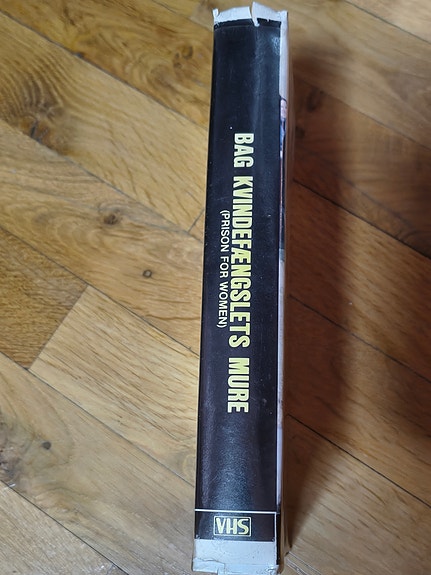 BAG KVINDEFÆNGSLETS MURE
(PRISON FOR WOMEN)
VHS